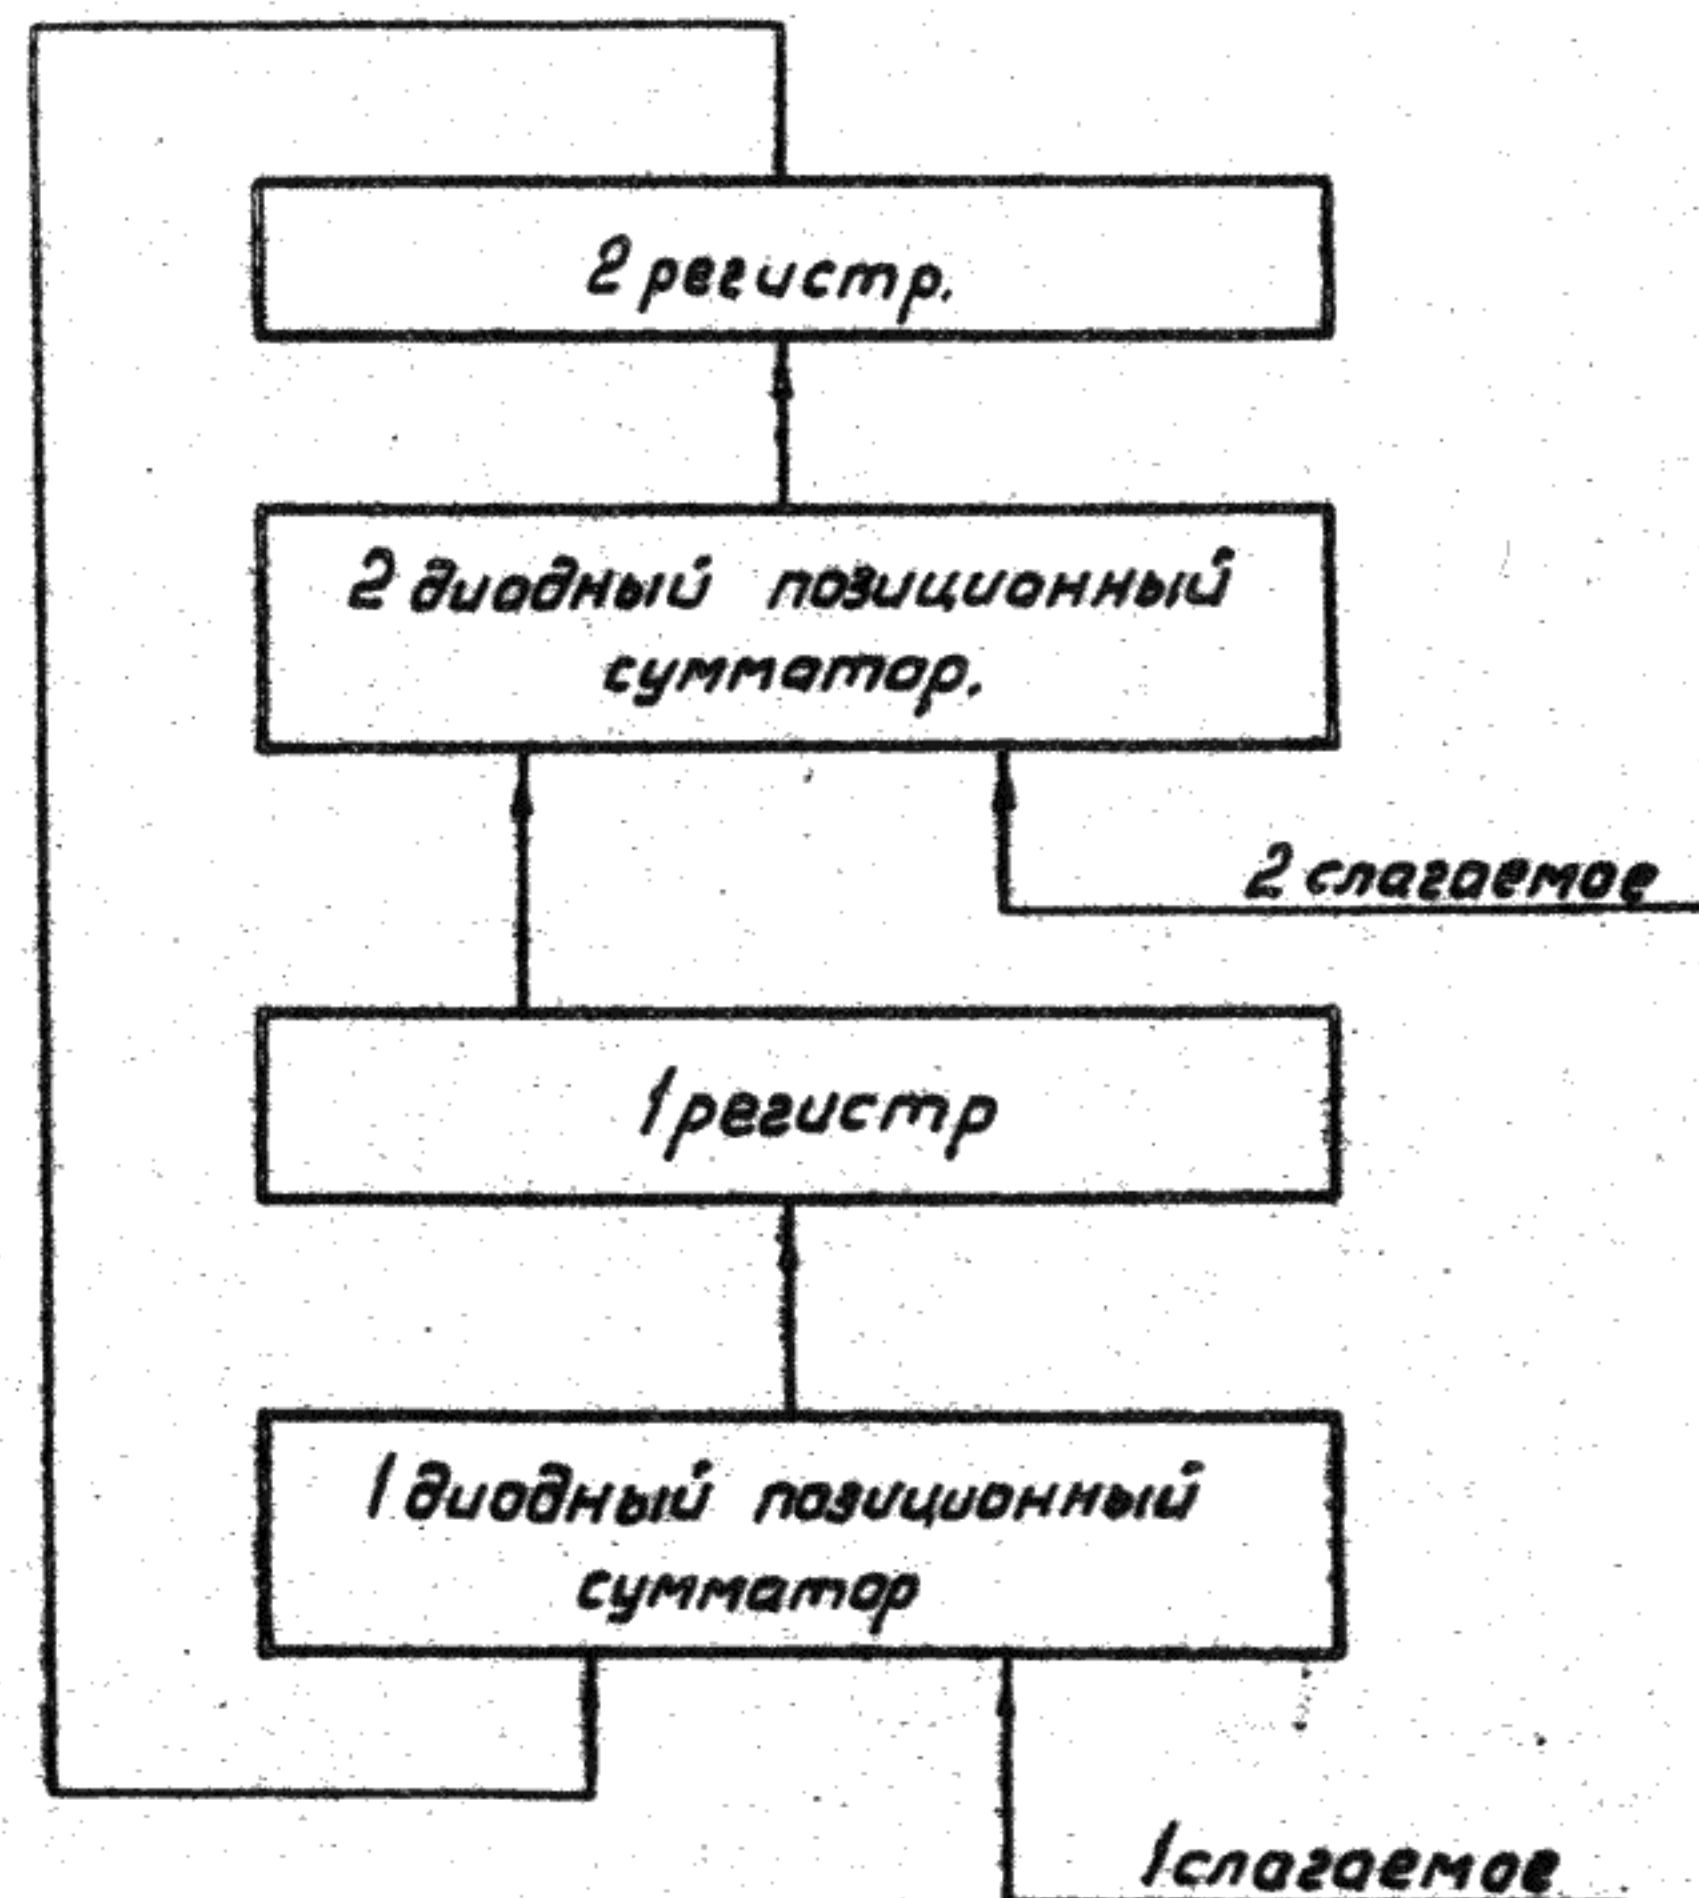 2 регистр.
2 диодный позиционный
сумматор.
2 слагаемое
1 регистр
1 диодный позиционный
сумматор
1 слагаемое